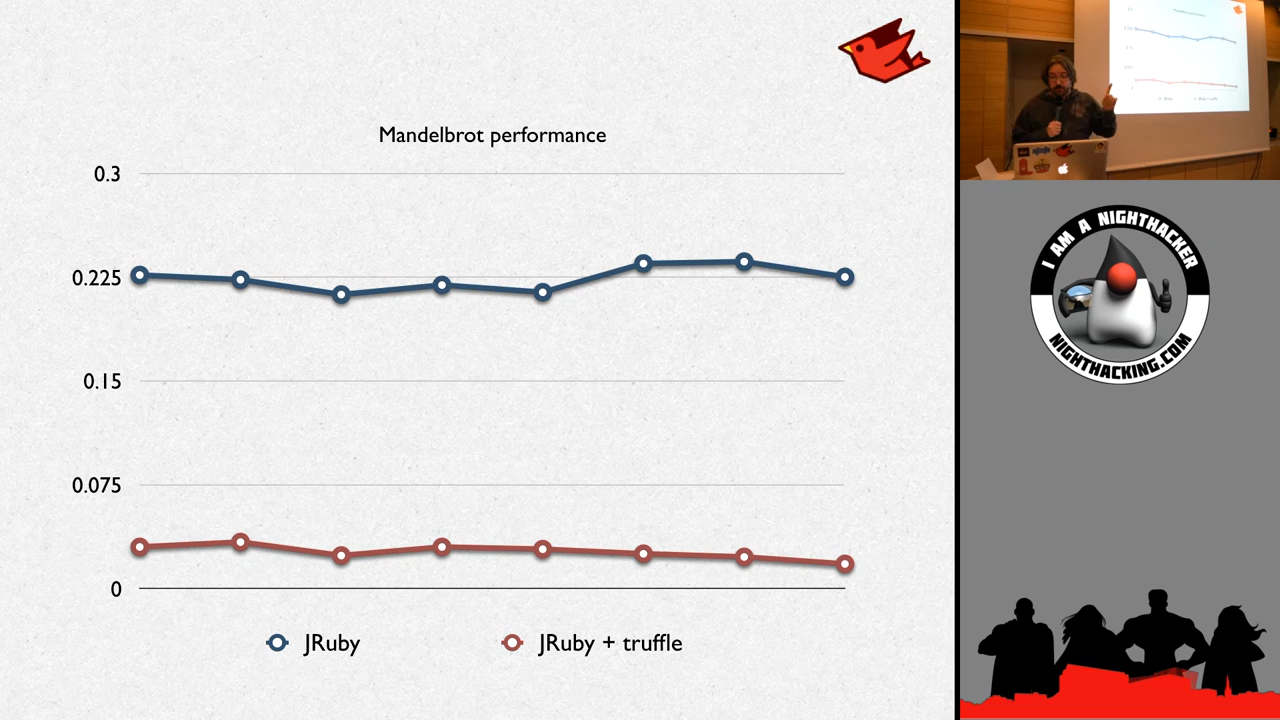 Mandelbrot performance
0.3
0.225
0.15
0.075
0
JRuby
JRuby + truffle
I AM A NIGHTHACKER
NIGHTHACKING.COM